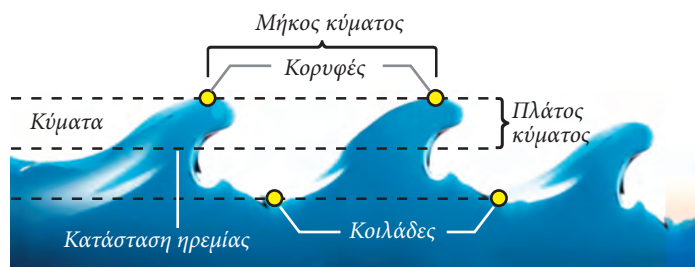 Μήκος κύματος
Κορυφές
Κύματα
Πλάτος
κύματος
Κατάσταση ηρεμίας
Κοιλάδες